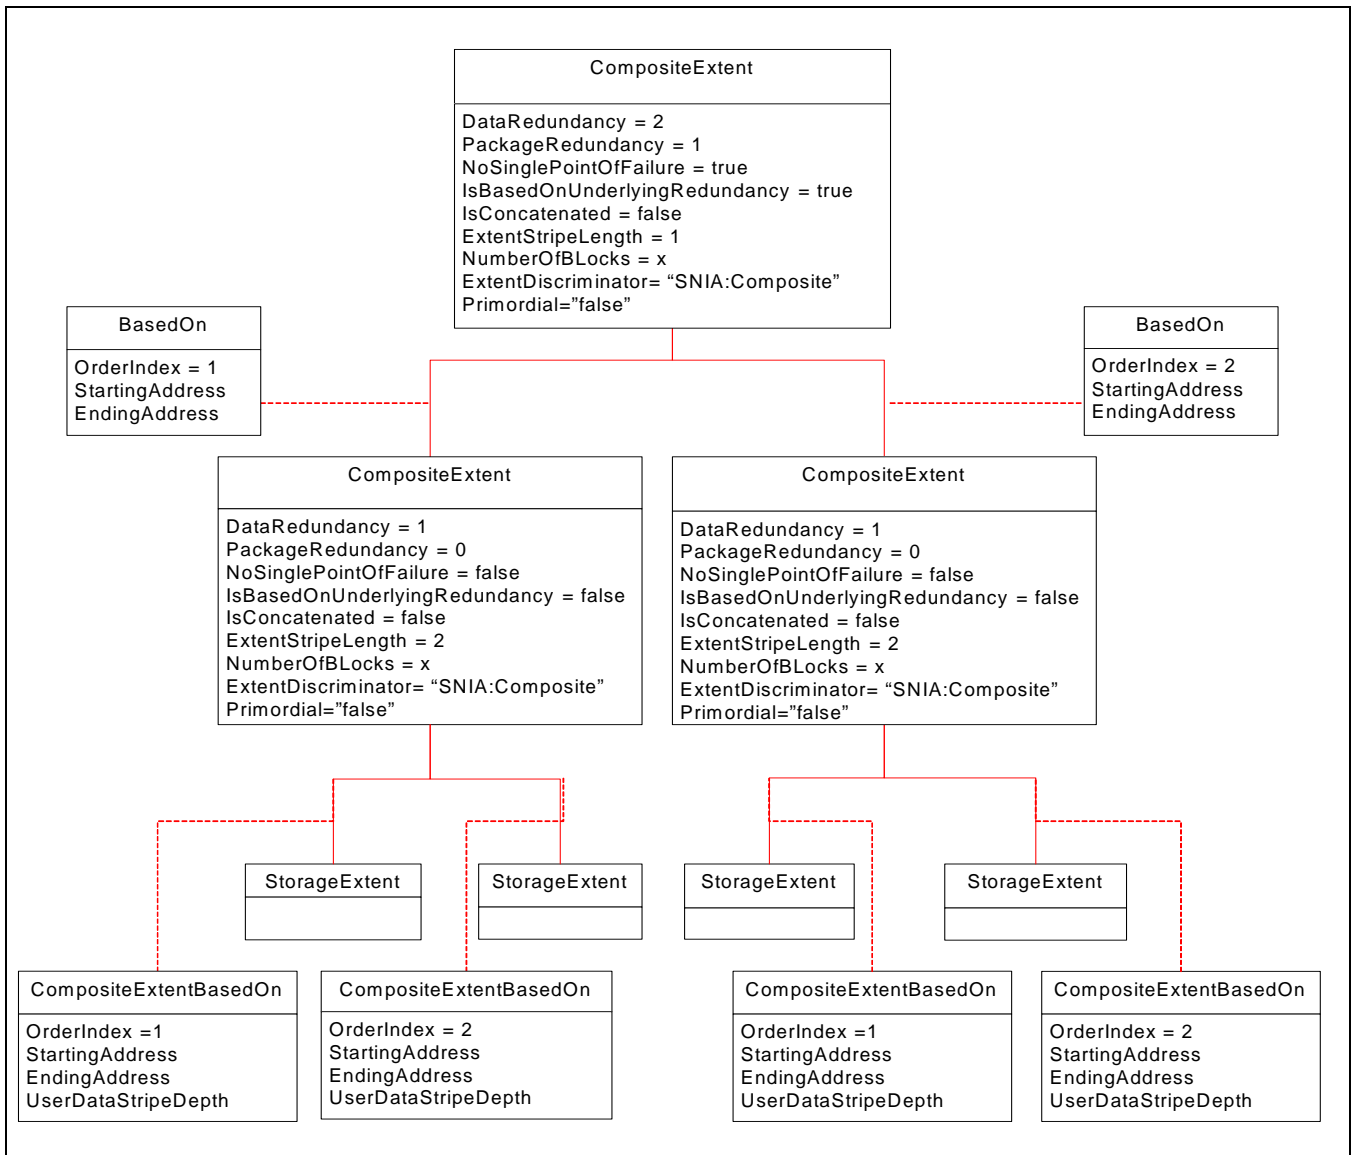 CompositeExtent
DataRedundancy = 2
PackageRedundancy = 1
NoSinglePointOfFailure = true
IsBasedOnUnderlyingRedundancy = true
IsConcatenated = false
ExtentStripeLength = 1
NumberOfBLocks = x
ExtentDiscriminator= “SNIA:Composite”
Primordial=”false”
BasedOn
OrderIndex = 1
StartingAddress
EndingAddress
BasedOn
OrderIndex = 2
StartingAddress
EndingAddress
CompositeExtent
DataRedundancy = 1
PackageRedundancy = 0
NoSinglePointOfFailure = false
IsBasedOnUnderlyingRedundancy = false
IsConcatenated = false
ExtentStripeLength = 2
NumberOfBLocks = x
ExtentDiscriminator= “SNIA:Composite”
Primordial=”false”
CompositeExtent
DataRedundancy = 1
PackageRedundancy = 0
NoSinglePointOfFailure = false
IsBasedOnUnderlyingRedundancy = false
IsConcatenated = false
ExtentStripeLength = 2
NumberOfBLocks = x
ExtentDiscriminator= “SNIA:Composite”
Primordial=”false”
StorageExtent
StorageExtent
StorageExtent
StorageExtent
CompositeExtentBasedOn
OrderIndex =1
StartingAddress
EndingAddress
UserDataStripeDepth
CompositeExtentBasedOn
OrderIndex = 2
StartingAddress
EndingAddress
UserDataStripeDepth
CompositeExtentBasedOn
OrderIndex =1
StartingAddress
EndingAddress
UserDataStripeDepth
CompositeExtentBasedOn
OrderIndex = 2
StartingAddress
EndingAddress
UserDataStripeDepth